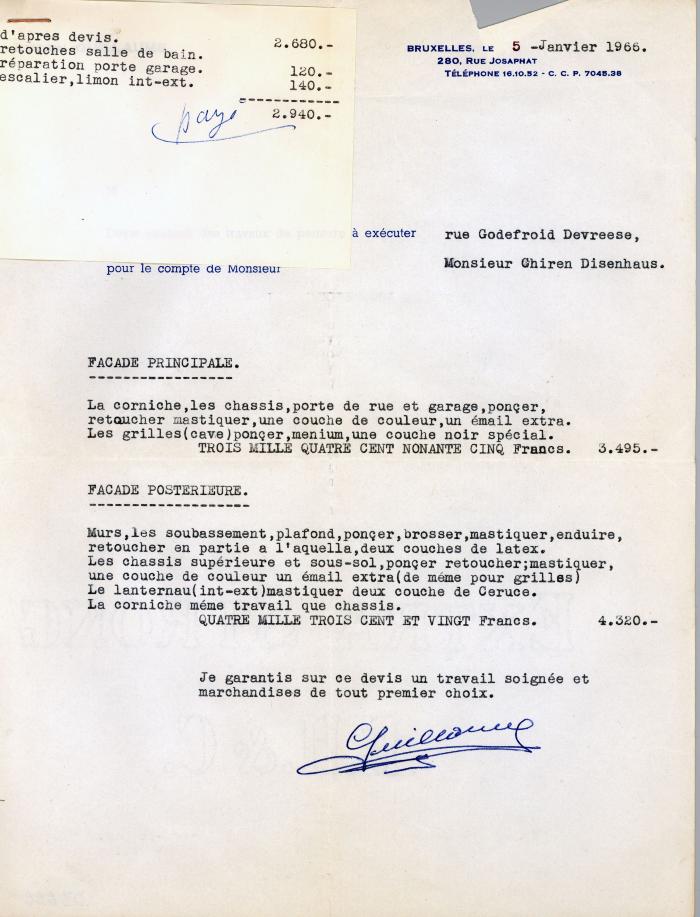 d'apres devis. 2.680.-
retouches salle de bain.
réparation porte garage. 120.-
escalier,limon int-ext. 140.-
------------
2.940.-
payé
BRUXELLES, LE 5 -Janvier 1966.
280, RUE JOSAPHAT
TÉLÉPHONE 16.10.52 - C. C. P. 7045.38
à exécuter rue Godefroid Devreese,
pour le compte de Monsieur Monsieur Ghiren Disenhaus.
FACADE PRINCIPALE.
-----------------
La corniche,les chassis,porte de rue et garage,ponçer,
retoucher mastiquer,une couche de couleur,un émail extra.
Les grilles(cave)ponçer,menium,une couche noir spécial.
TROIS MILLE QUATRE CENT NONANTE CINQ Francs. 3.495.-
FACADE POSTERIEURE.
-------------------
Murs,les soubassement,plafond,ponçer,brosser,mastiquer,enduire,
retoucher en partie a l'aquella,deux couches de latex.
Les chassis supérieure et sous-sol,ponçer retoucher;mastiquer,
une couche de couleur un émail extra(de méme pour grilles)
Le lanternau(int-ext)mastiquer deux couche de Ceruce.
La corniche méme travail que chassis.
QUATRE MILLE TROIS CENT ET VINGT Francs. 4.320.-
Je garantis sur ce devis un travail soignée et
marchandises de tout premier choix.
Guillaume